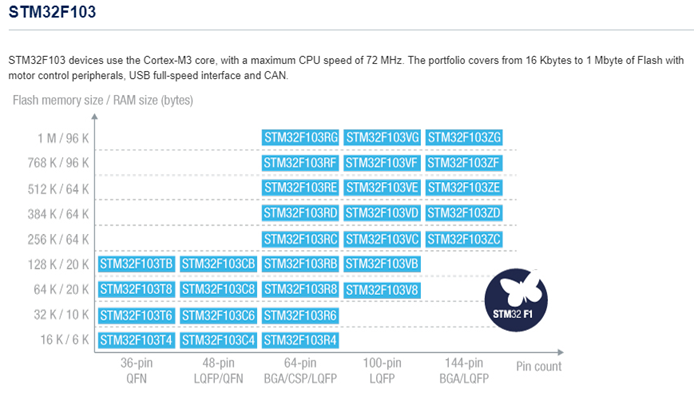 STM32F103
STM32F103 devices use the Cortex-M3 core, with a maximum CPU speed of 72 MHz. The portfolio covers from 16 Kbytes to 1 Mbyte of Flash with
motor control peripherals, USB full-speed interface and CAN.
Flash memory size / RAM size (bytes)
1 M / 96 K STM32F103RG STM32F103VG STM32F103ZG
768 K / 96 K STM32F103RF STM32F103VF STM32F103ZF
512 K / 64 K STM32F103RE STM32F103VE STM32F103ZE
384 K / 64 K STM32F103RD STM32F103VD STM32F103ZD
256 K / 64 K STM32F103RC STM32F103VC STM32F103ZC
128 K / 20 K STM32F103TB STM32F103CB STM32F103RB STM32F103VB
64 K / 20 K STM32F103T8 STM32F103C8 STM32F103R8 STM32F103V8
32 K / 10 K STM32F103T6 STM32F103C6 STM32F103R6
STM32 F1
16 K / 6 K STM32F103T4 STM32F103C4 STM32F103R4
36-pin 48-pin 64-pin 100-pin 144-pin Pin count
QFN LQFP/QFN BGA/CSP/LQFP LQFP BGA/LQFP